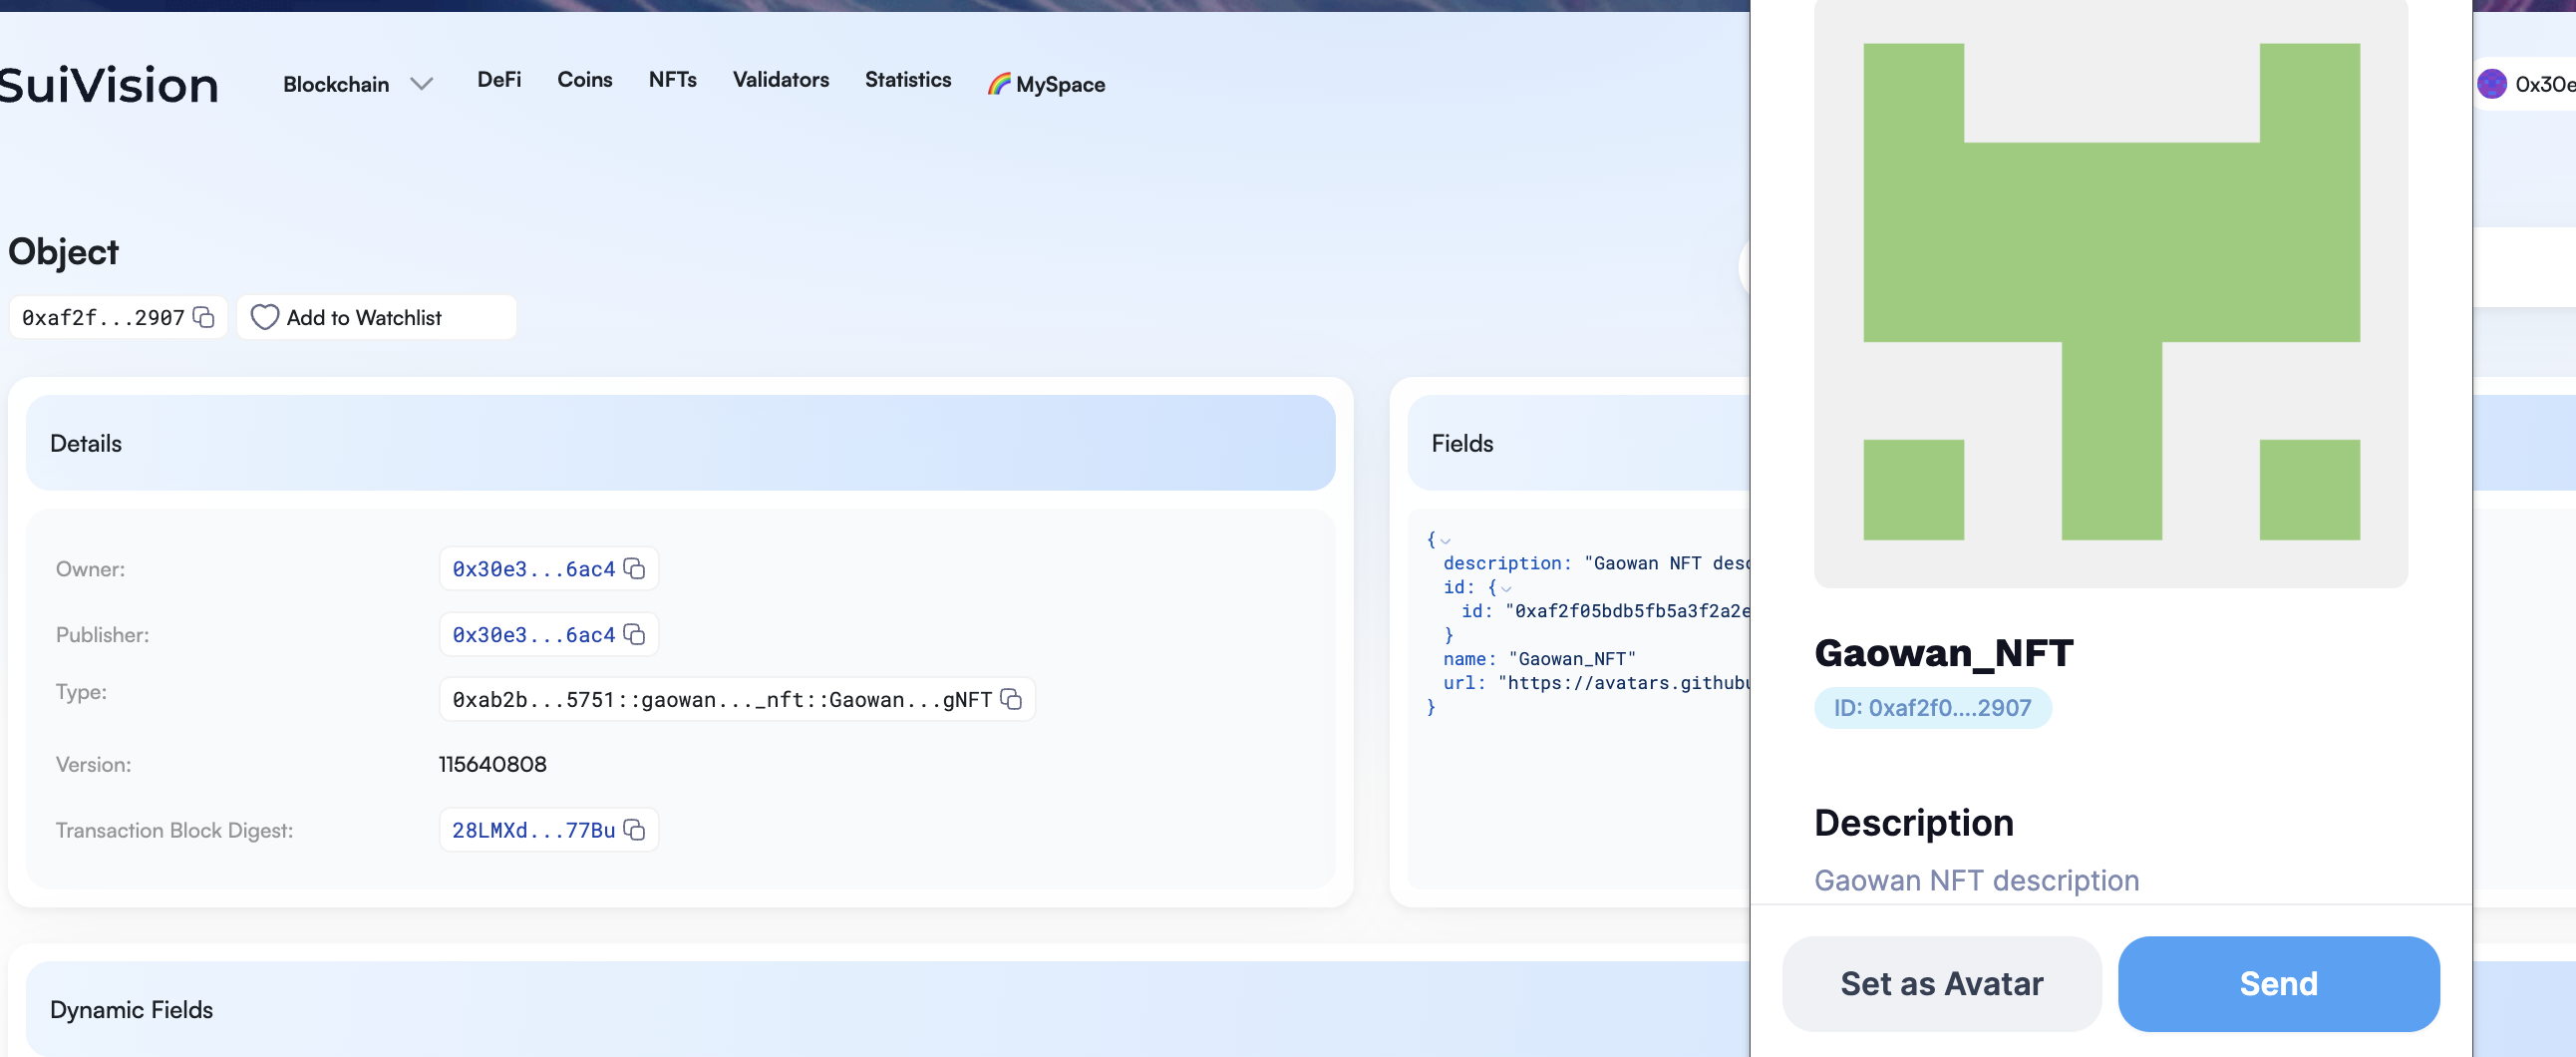 SuiVision
Blockchain DeFi Coins NFTs Validators Statistics MySpace
0x30e
Object
0xaf2f...2907 Add to Watchlist
Details
Owner: 0x30e3...6ac4
Publisher: 0x30e3...6ac4
Type: 0xab2b...5751::gaowan..._nft::Gaowan...gNFT
Version: 115640808
Transaction Block Digest: 28LMXd...77Bu
Fields
{
description: "Gaowan NFT desc
id: {
id: "0xaf2f05bdb5fb5a3f2a2e
}
name: "Gaowan_NFT"
url: "https://avatars.githubu
}
Dynamic Fields
Gaowan_NFT
ID: 0xaf2f0....2907
Description
Gaowan NFT description
Set as Avatar Send